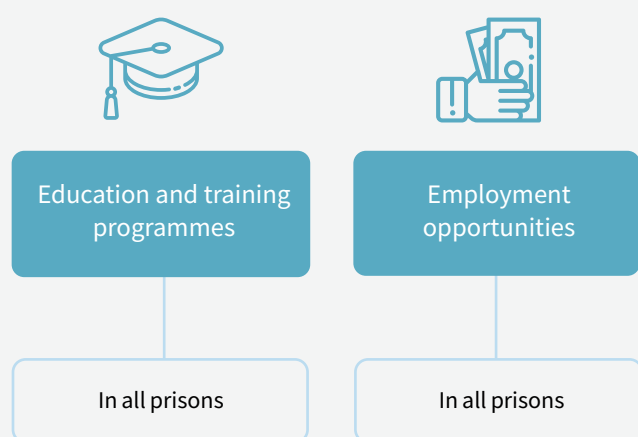 Education and training
programmes
Employment
opportunities
In all prisons
In all prisons